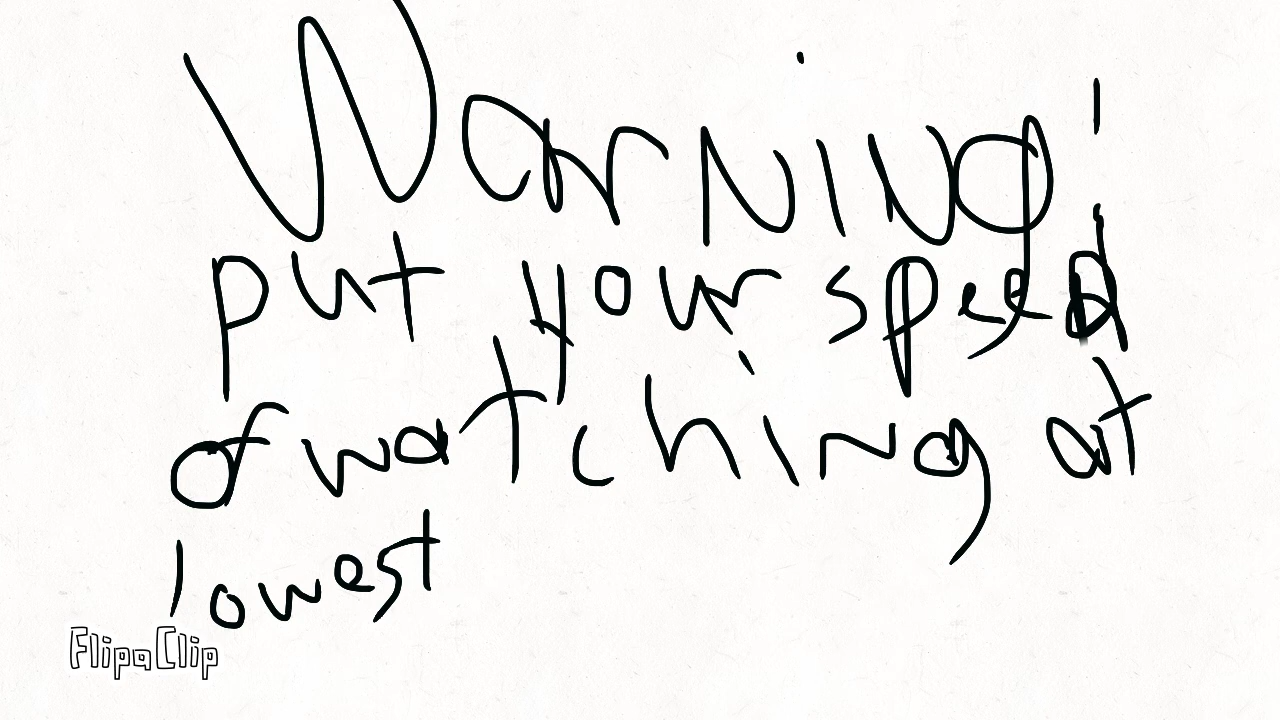 Warning!
put your speed
of watching at
lowest
FlipaClip